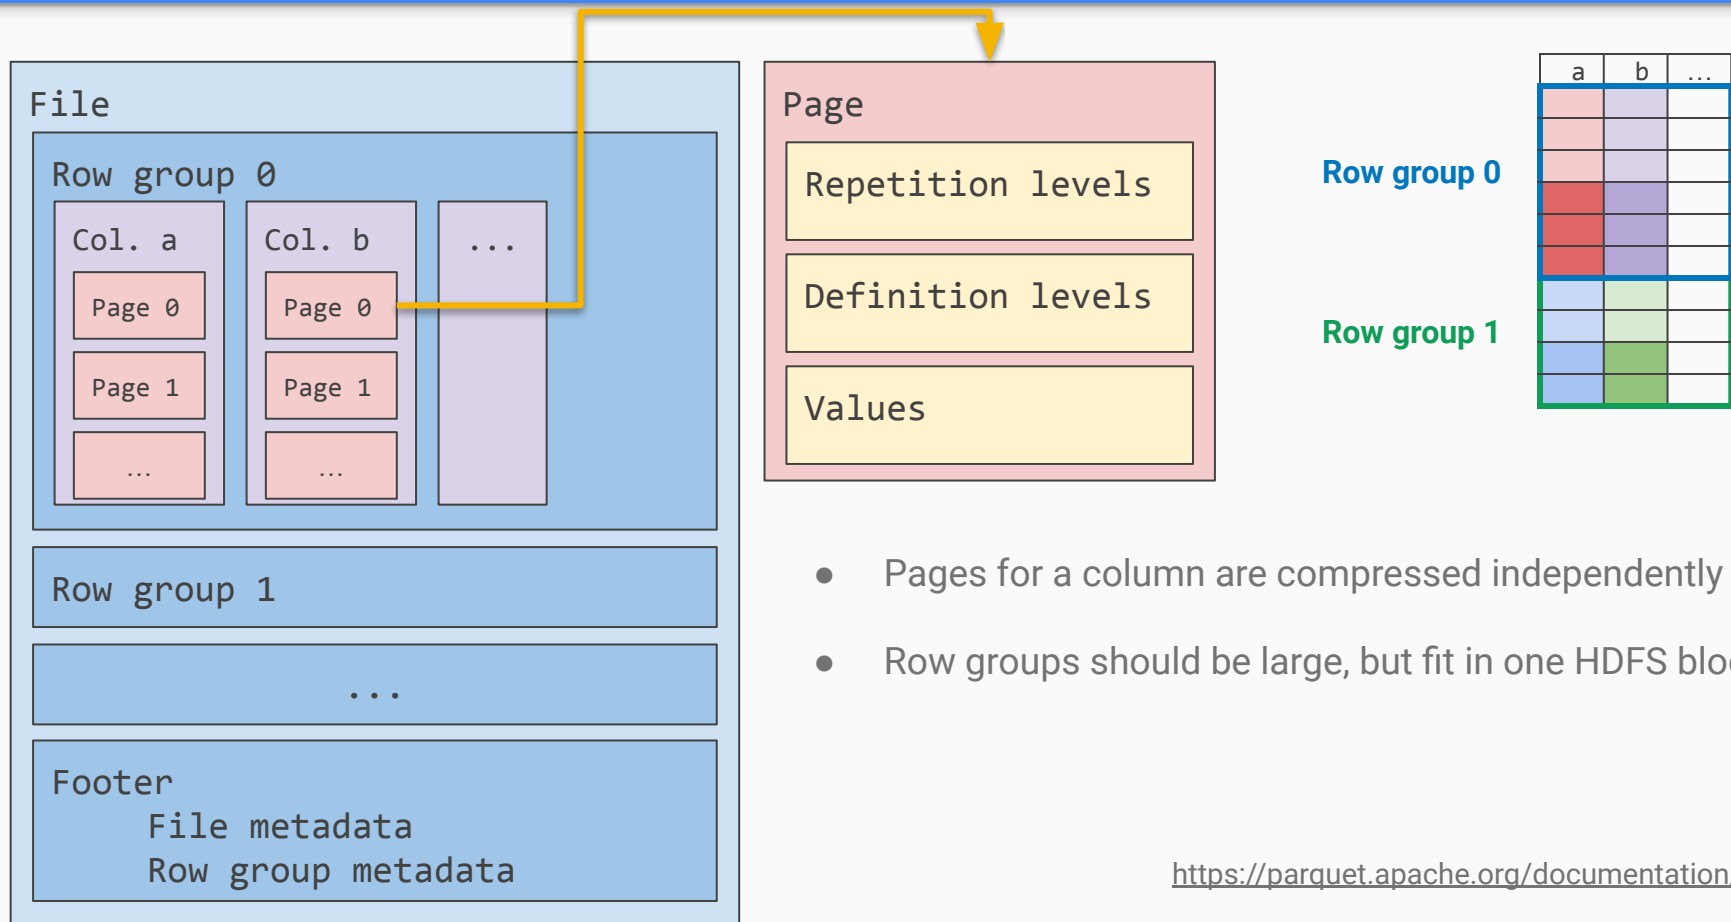 File
Row group 0
Col. a
Page 0
Page 1
...
Col. b
Page 0
Page 1
...
...
Row group 1
...
Footer
File metadata
Row group metadata
Page
Repetition levels
Definition levels
Values
a b ...
Row group 0
Row group 1
● Pages for a column are compressed independently
● Row groups should be large, but fit in one HDFS
https://parquet.apache.org/documentation